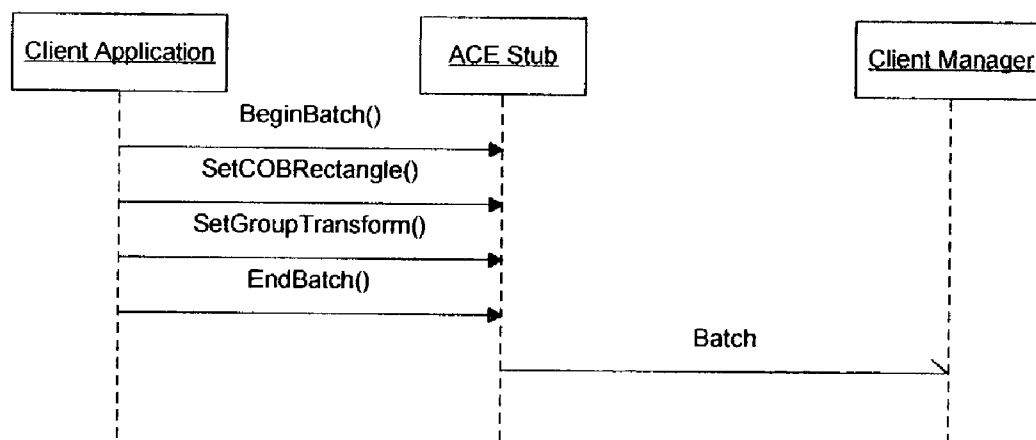 Client Application
ACE Stub
Client Manager
BeginBatch()
SetCOBRectangle()
SetGroupTransform()
EndBatch()
Batch